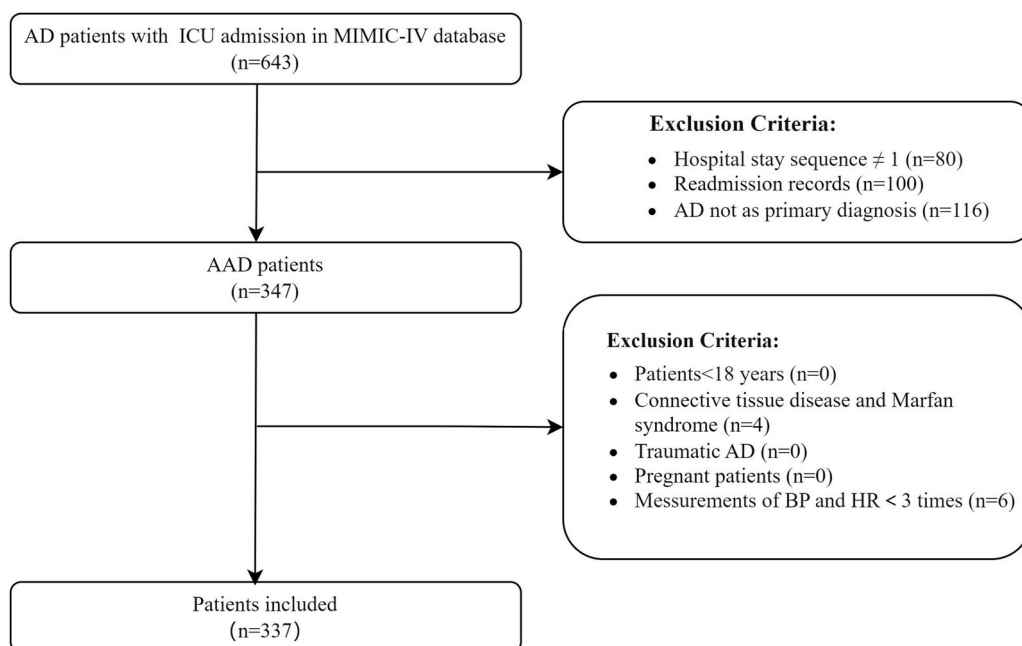 AD patients with ICU admission in MIMIC-IV database
(n=643)
Exclusion Criteria:
• Hospital stay sequence ≠ 1 (n=80)
• Readmission records (n=100)
• AD not as primary diagnosis (n=116)
AAD patients
(n=347)
Exclusion Criteria:
• Patients<18 years (n=0)
• Connective tissue disease and Marfan
syndrome (n=4)
• Traumatic AD (n=0)
• Pregnant patients (n=0)
• Messurements of BP and HR < 3 times (n=6)
Patients included
(n=337)